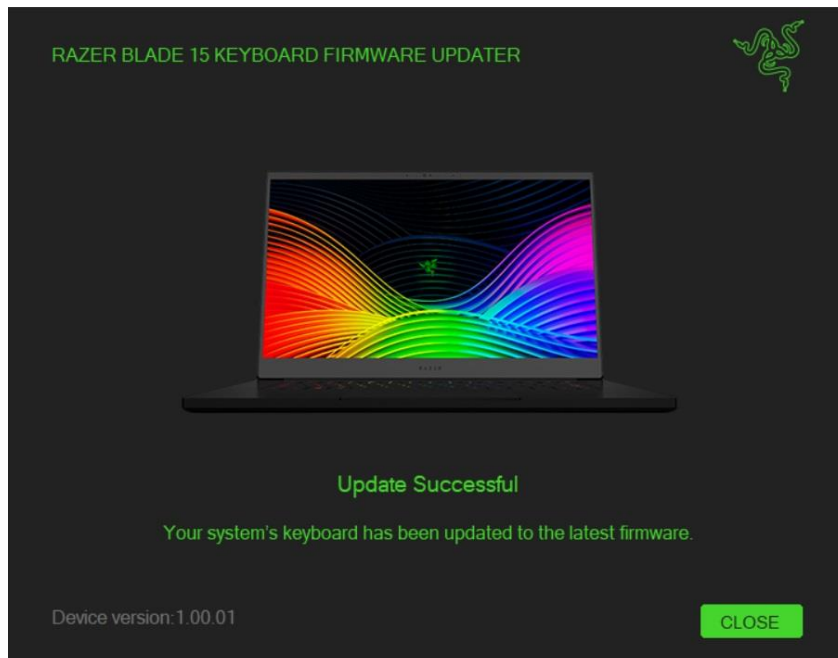 RAZER BLADE 15 KEYBOARD FIRMWARE UPDATER
RAZER
Update Successful
Your system's keyboard has been updated to the latest firmware.
Device version:1.00.01
CLOSE